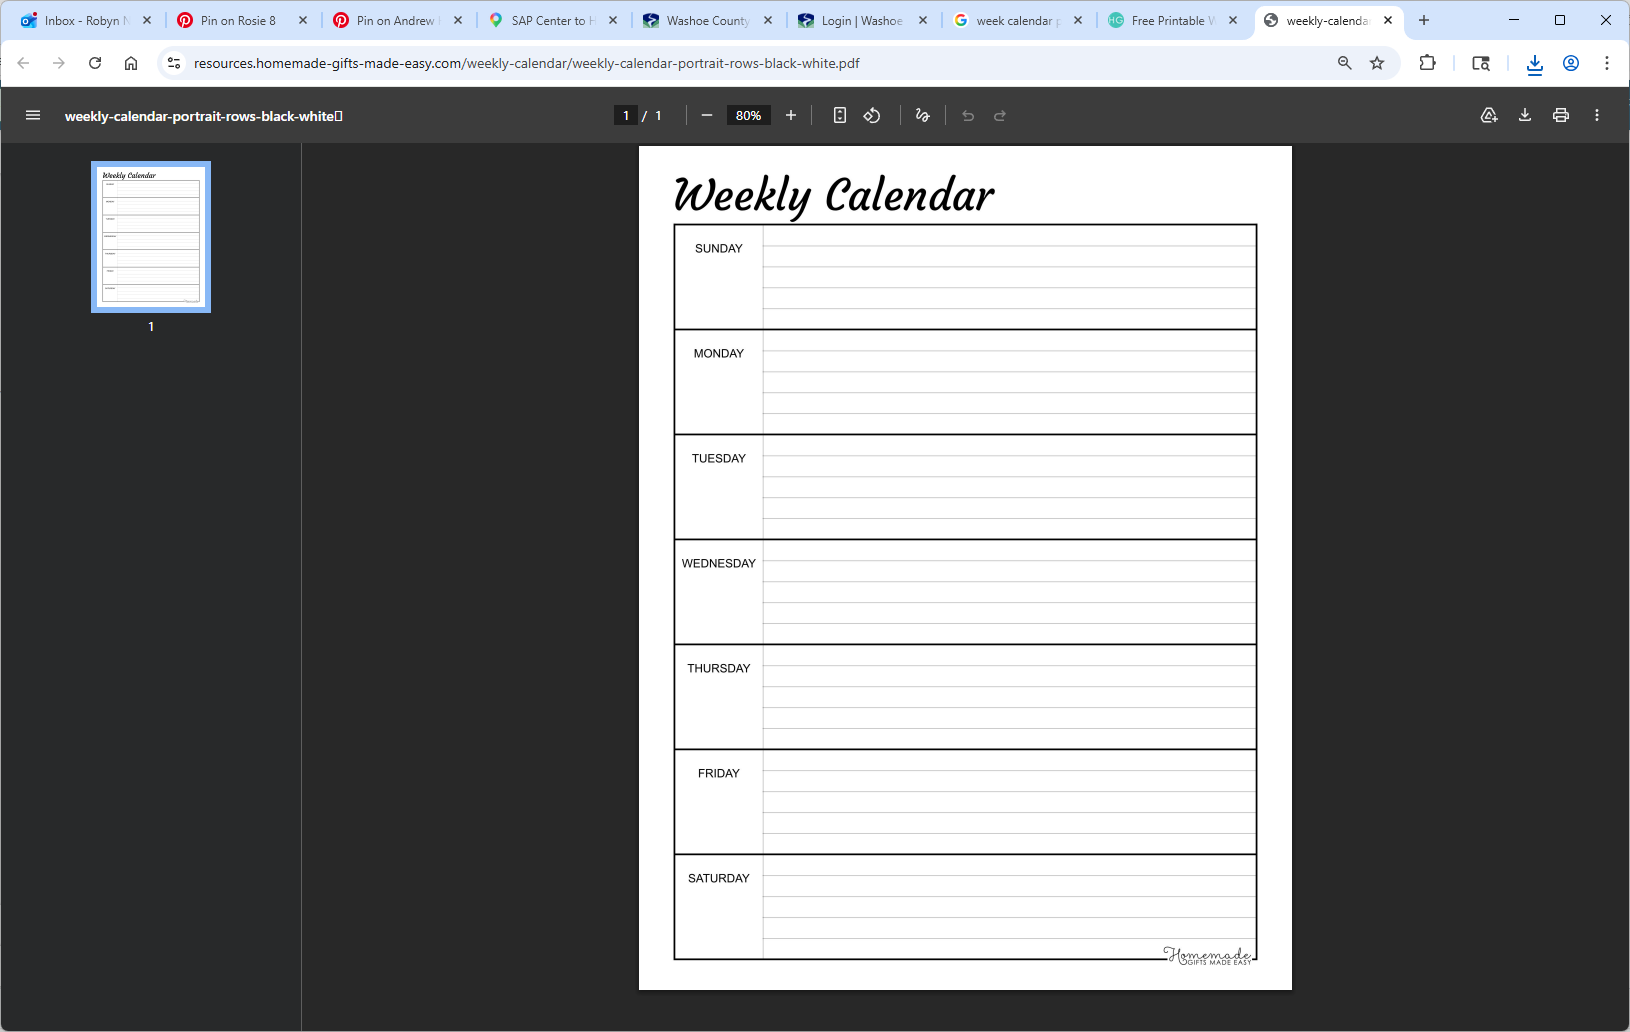 Inbox - Robyn N
Pin on Rosie 8
Pin on Andrew
SAP Center to H
Washoe County
Login | Washoe
week calendar p
Free Printable W
weekly-calenda
resources.homemade-gifts-made-easy.com/weekly-calendar/weekly-calendar-portrait-rows-black-white.pdf
weekly-calendar-portrait-rows-black-white
1 / 1
80%
Weekly Calendar
1
Weekly Calendar
SUNDAY
MONDAY
TUESDAY
WEDNESDAY
THURSDAY
FRIDAY
SATURDAY
Homemade
GIFTS MADE EASY